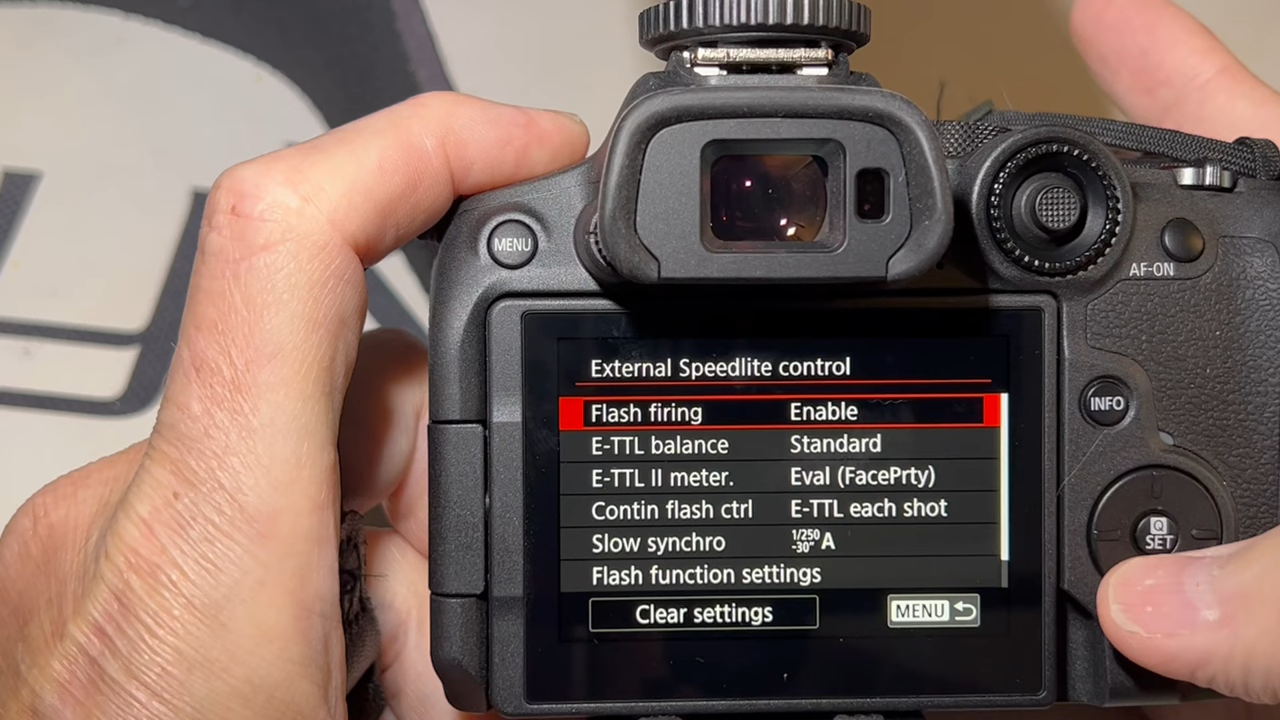 MENU
AF-ON
External Speedlite control
Flash firing Enable
E-TTL balance Standard
E-TTL II meter. Eval (FacePrty)
Contin flash ctrl E-TTL each shot
Slow synchro 1/250-30" A
Flash function settings
Clear settings MENU
INFO
Q
SET